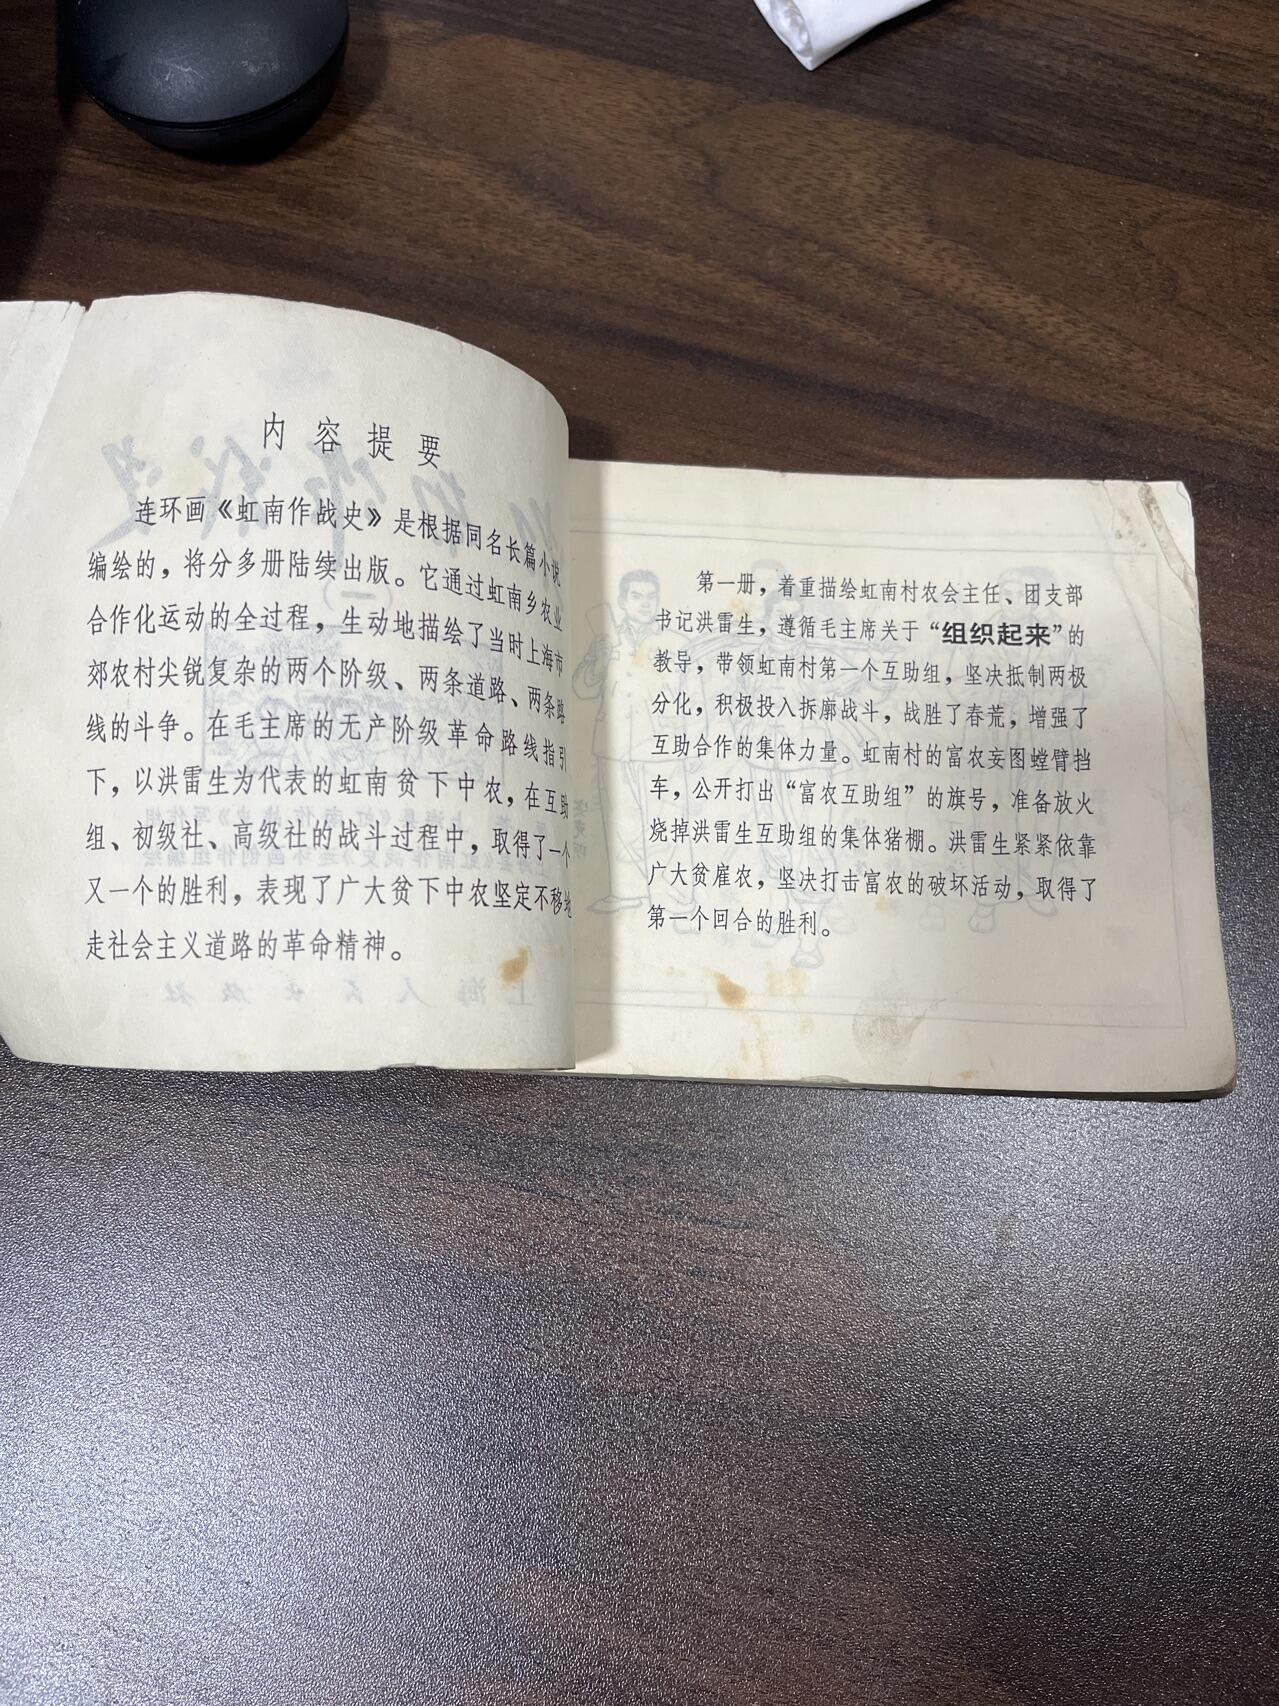 内容提要
连环画《虹南作战史》是根据同名长篇小说
编绘的，将分多册陆续出版。它通过虹南乡农业
合作化运动的全过程，生动地描绘了当时上海市
郊农村尖锐复杂的两个阶级、两条道路、两条路
线的斗争。在毛主席的无产阶级革命路线指引
下，以洪雷生为代表的虹南贫下中农，在互助
组、初级社、高级社的战斗过程中，取得了一个
又一个的胜利，表现了广大贫下中农坚定不移地
走社会主义道路的革命精神。
第一册，着重描绘虹南村农会主任、团支部
书记洪雷生，遵循毛主席关于“组织起来”的
教导，带领虹南村第一个互助组，坚决抵制两极
分化，积极投入拆廓战斗，战胜了春荒，增强了
互助合作的集体力量。虹南村的富农妄图螳臂挡
车，公开打出“富农互助组”的旗号，准备放火
烧掉洪雷生互助组的集体猪棚。洪雷生紧紧依靠
广大贫雇农，坚决打击富农的破坏活动，取得了
第一个回合的胜利。